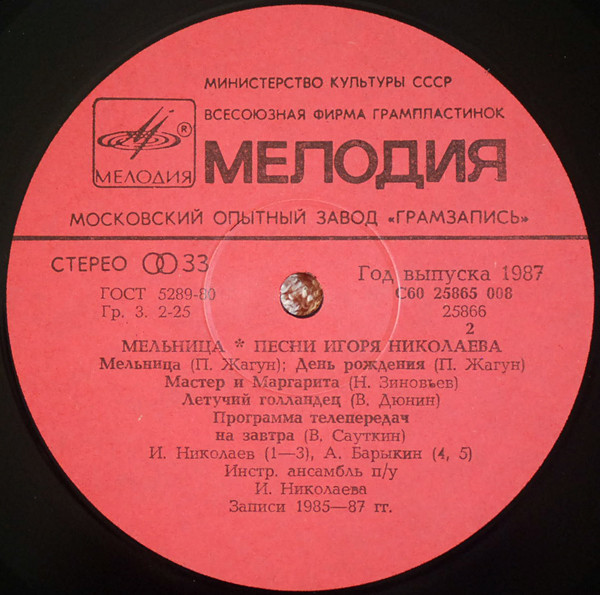 МИНИСТЕРСТВО КУЛЬТУРЫ СССР
ВСЕСОЮЗНАЯ ФИРМА ГРАМПЛАСТИНОК
®
МЕЛОДИЯ
МЕЛОДИЯ
МОСКОВСКИЙ ОПЫТНЫЙ ЗАВОД «ГРАМЗАПИСЬ»
СТЕРЕО 33
Год выпуска 1987
ГОСТ 5289-80
С60 25865 008
Гр. 3. 2-25
25866
2
МЕЛЬНИЦА * ПЕСНИ ИГОРЯ НИКОЛАЕВА
Мельница (П. Жагун); День рождения (П. Жагун)
Мастер и Маргарита (Н. Зиновьев)
Летучий голландец (В. Дюнин)
Программа телепередач
на завтра (В. Сауткин)
И. Николаев (1—3), А. Барыкин (4, 5)
Инстр. ансамбль п/у
И. Николаева
Записи 1985—87 гг.